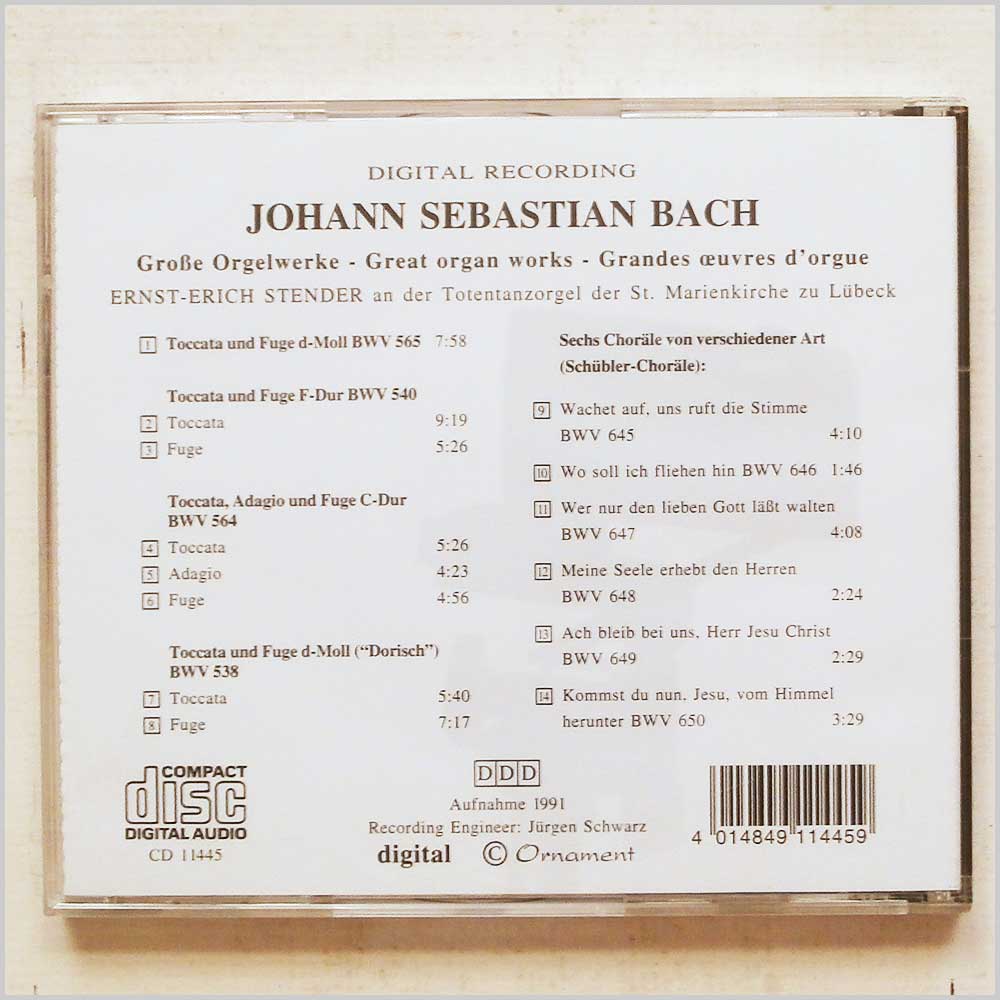 DIGITAL RECORDING
JOHANN SEBASTIAN BACH
Große Orgelwerke - Great organ works - Grandes œuvres d'orgue
ERNST-ERICH STENDER an der Totentanzorgel der St. Marienkirche zu Lübeck
1 Toccata und Fuge d-Moll BWV 565 7:58
Toccata und Fuge F-Dur BWV 540
2 Toccata 9:19
3 Fuge 5:26
Toccata, Adagio und Fuge C-Dur
BWV 564
4 Toccata 5:26
5 Adagio 4:23
6 Fuge 4:56
Toccata und Fuge d-Moll (“Dorisch”)
BWV 538
7 Toccata 5:40
8 Fuge 7:17
Sechs Choräle von verschiedener Art
(Schübler-Choräle):
9 Wachet auf, uns ruft die Stimme
BWV 645 4:10
10 Wo soll ich fliehen hin BWV 646 1:46
11 Wer nur den lieben Gott läßt walten
BWV 647 4:08
12 Meine Seele erhebt den Herren
BWV 648 2:24
13 Ach bleib bei uns, Herr Jesu Christ
BWV 649 2:29
14 Kommst du nun, Jesu, vom Himmel
herunter BWV 650 3:29
COMPACT
disc
DIGITAL AUDIO
CD 11445
DDD
Aufnahme 1991
Recording Engineer: Jürgen Schwarz
digital © Ornament
4 014849 114459